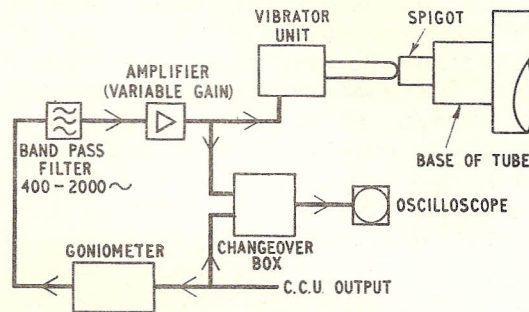 VIBRATOR
UNIT
SPIGOT
AMPLIFIER
(VARIABLE GAIN)
BAND PASS
FILTER
400-2000~
BASE OF TUBE
OSCILLOSCOPE
CHANGEOVER
BOX
GONIOMETER
C.C.U. OUTPUT